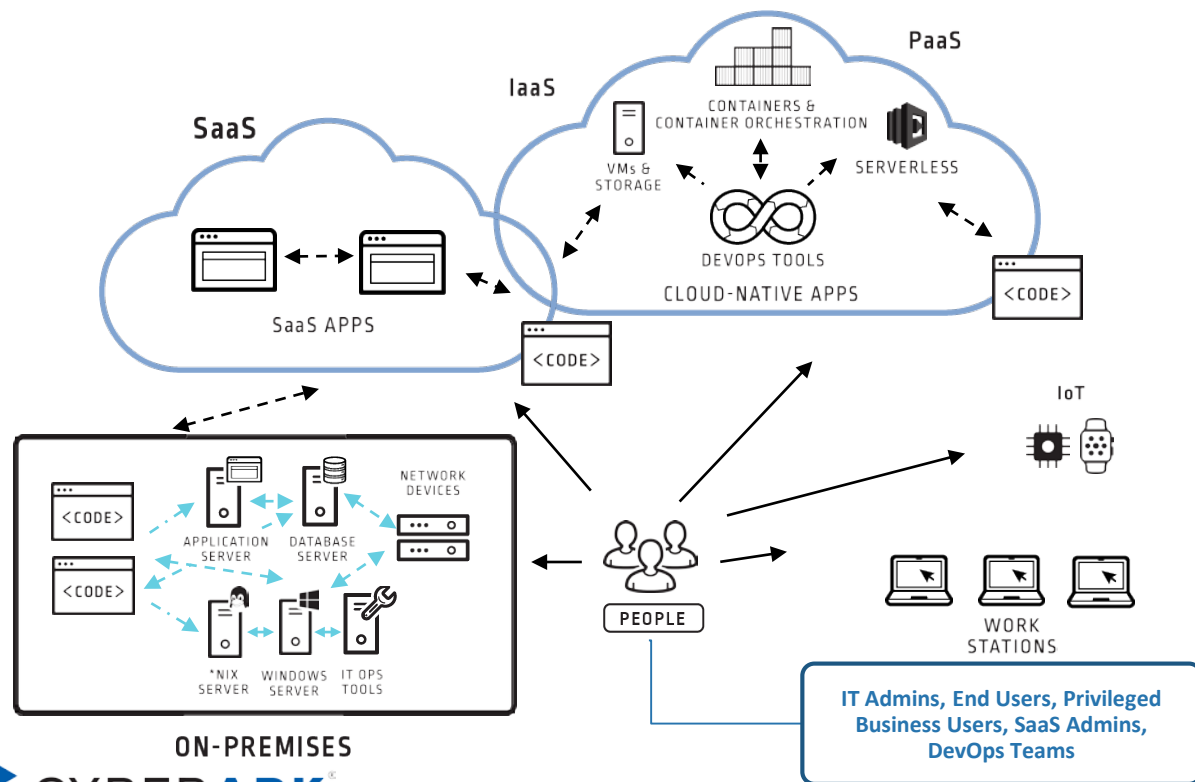 PaaS
IaaS
SaaS
CONTAINERS &
CONTAINER ORCHESTRATION
VMs &
STORAGE
SERVERLESS
DEVOPS TOOLS
CLOUD-NATIVE APPS
<CODE>
SaaS APPS
<CODE>
IoT
<CODE>
<CODE>
APPLICATION
SERVER
DATABASE
SERVER
NETWORK
DEVICES
*NIX
SERVER
WINDOWS
SERVER
IT OPS
TOOLS
ON-PREMISES
PEOPLE
WORK
STATIONS
IT Admins, End Users, Privileged
Business Users, SaaS Admins,
DevOps Teams
CYBERARK